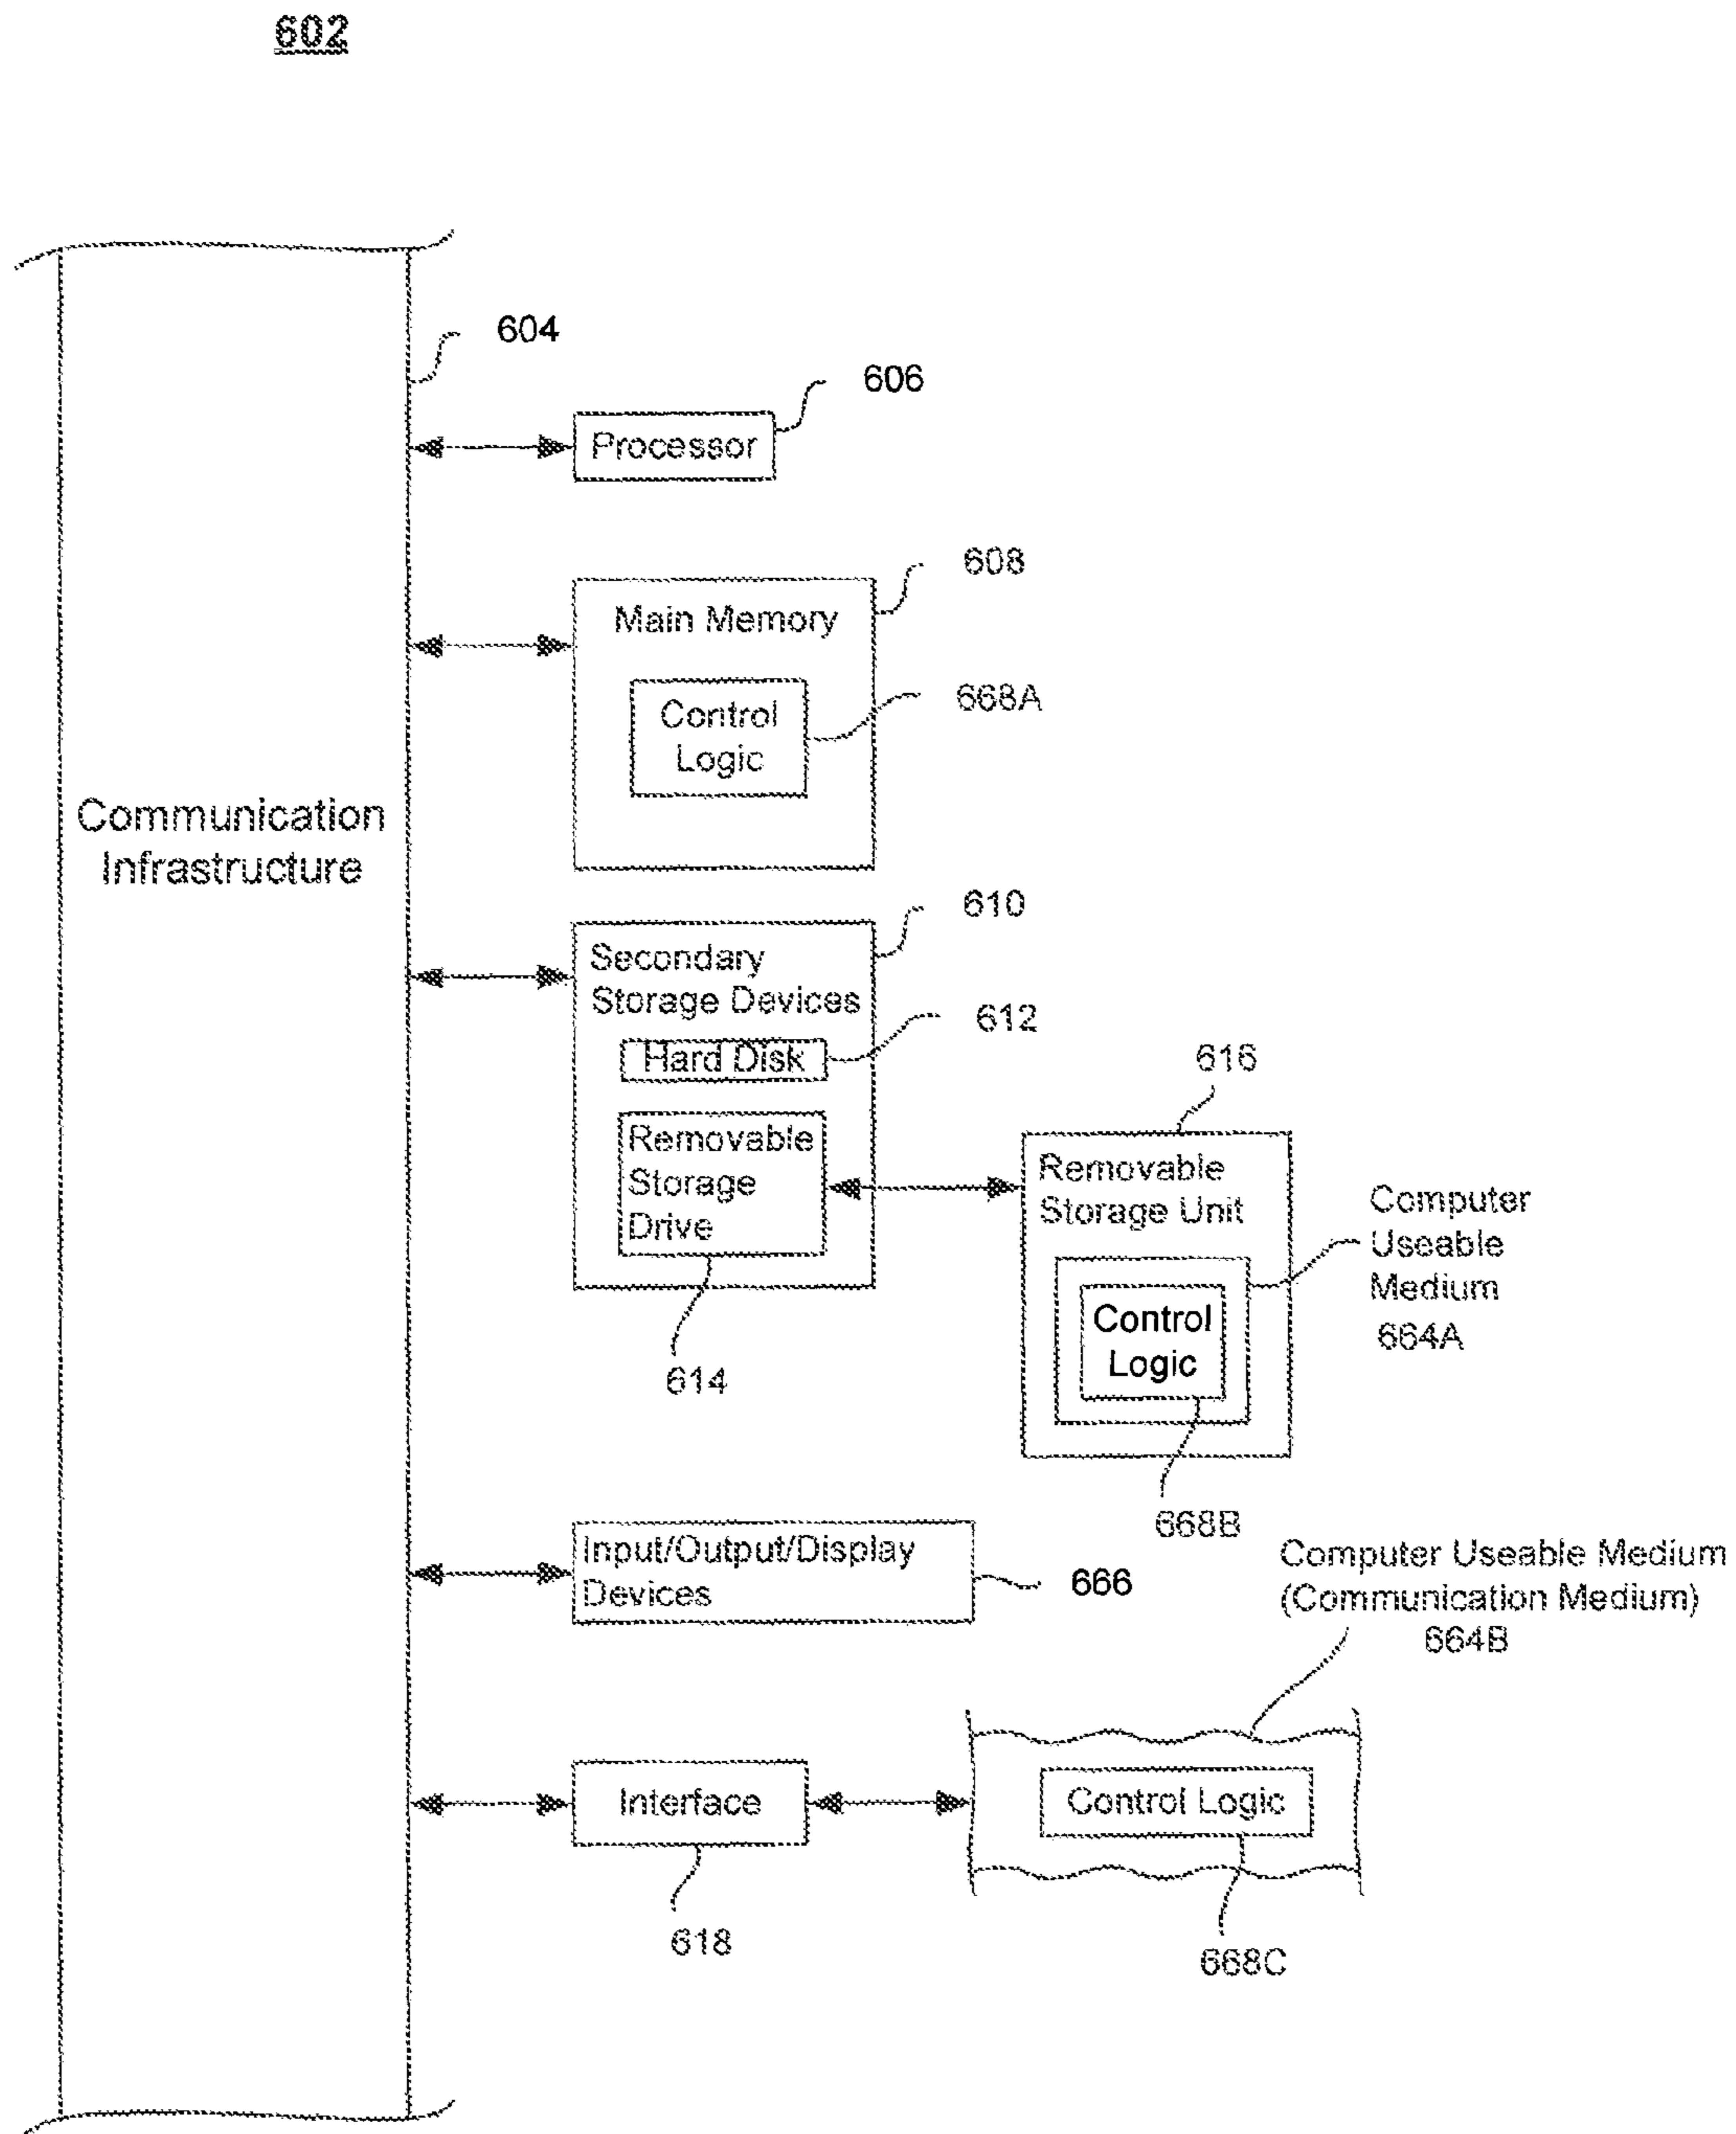 602
604
606
Processor
608
Main Memory
668A
Control
Logic
Communication
Infrastructure
610
Secondary
Storage Devices
612
Hard Disk
616
Removable
Storage
Drive
Removable
Storage Unit
Computer
Useable
Medium
664A
Control
Logic
614
668B
Input/Output/Display
Devices
666
Computer Useable Medium
(Communication Medium)
664B
Interface
Control Logic
618
668C